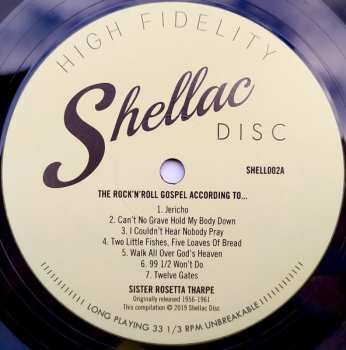 HIGH FIDELITY
Shellac
DISC
SHELL002A
THE ROCK'N'ROLL GOSPEL ACCORDING TO...
1. Jericho
2. Can't No Grave Hold My Body Down
3. I Couldn't Hear Nobody Pray
4. Two Little Fishes, Five Loaves Of Bread
5. Walk All Over God's Heaven
6. 99 1/2 Won't Do
7. Twelve Gates
SISTER ROSETTA THARPE
Originally released 1956-1961
This compilation © 2019 Shellac Disc
LONG PLAYING 33 1/3 RPM UNBREAKABLE